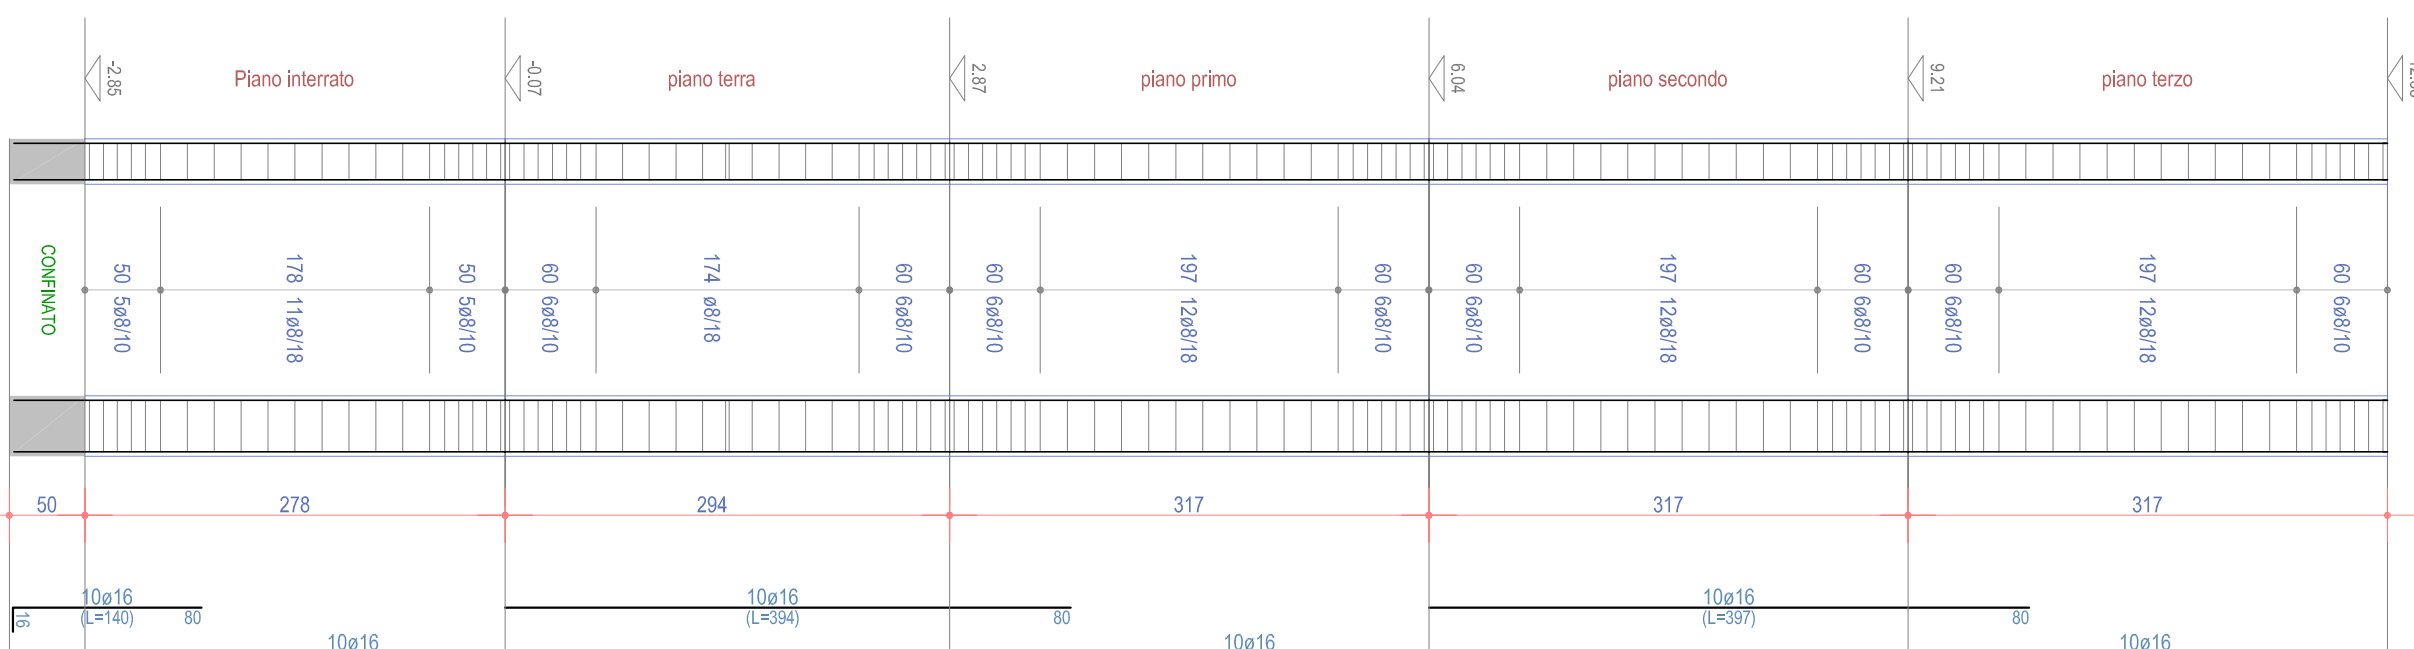 -2.85
Piano interrato
-0.07
piano terra
2.87
piano primo
6.04
piano secondo
9.21
piano terzo
CONFINATO
50 5ø8/10
178 11ø8/18
50 5ø8/10
60 6ø8/10
174 ø8/18
60 6ø8/10
60 6ø8/10
197 12ø8/18
60 6ø8/10
60 6ø8/10
197 12ø8/18
60 6ø8/10
60 6ø8/10
197 12ø8/18
60 6ø8/10
50
278
294
317
317
317
10ø16
(L=140)
80
16
10ø16
(L=394)
80
10ø16
(L=397)
80
10ø16
10ø16
10ø16